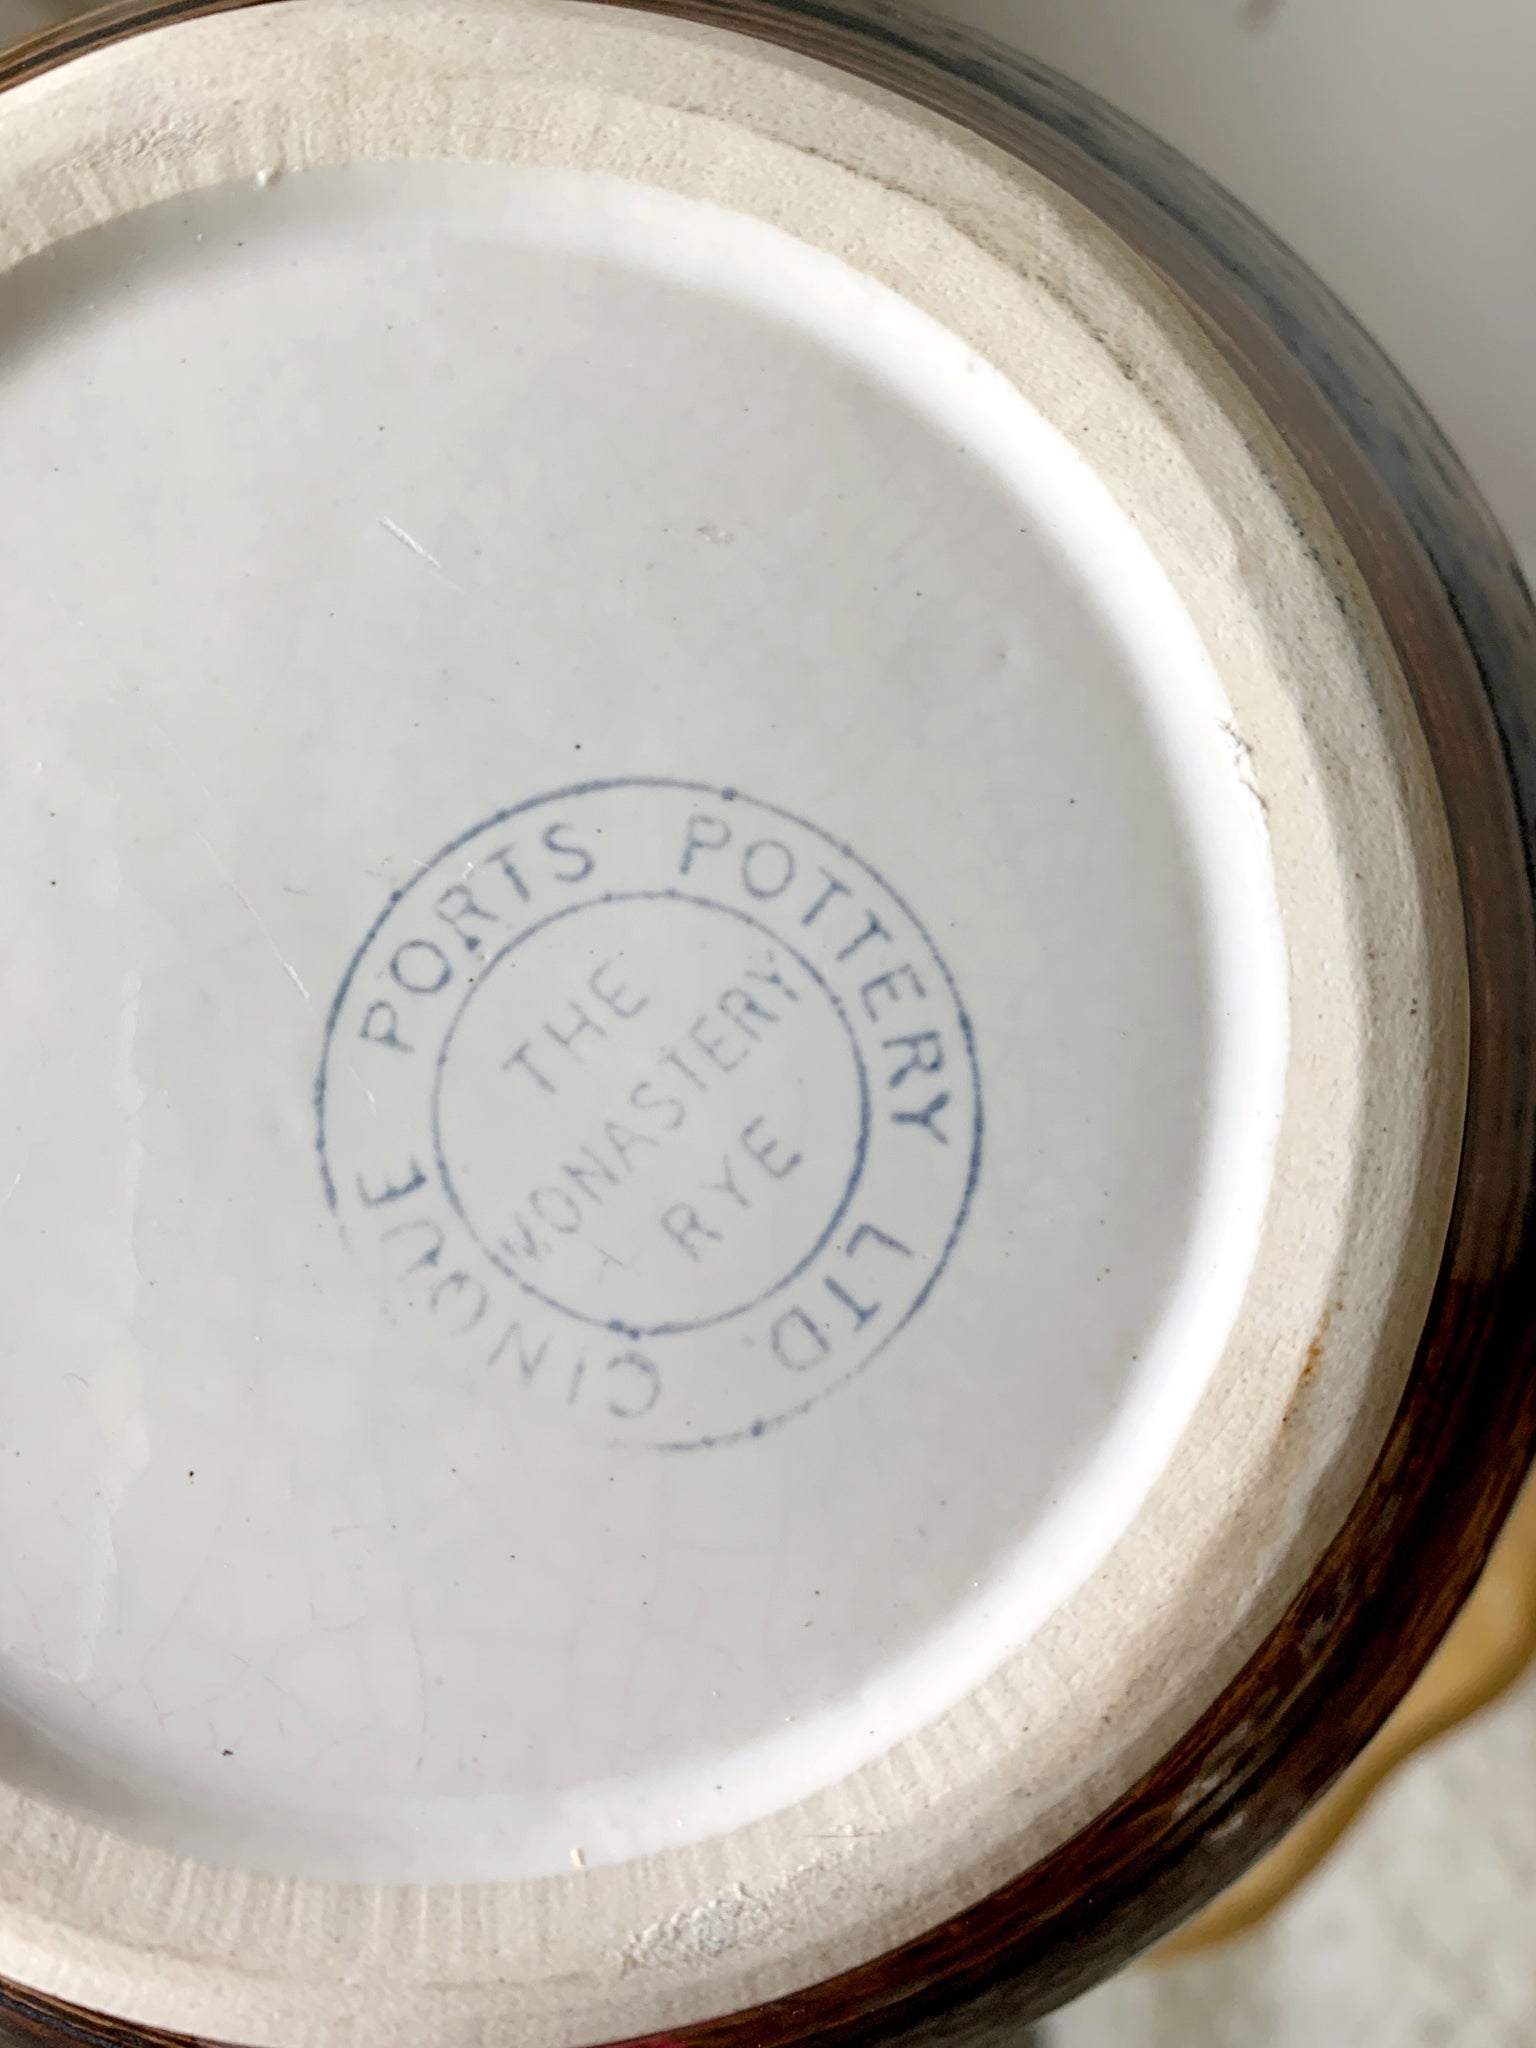 CINQUE PORTS POTTERY LTD.
THE
MONASTERY
RYE